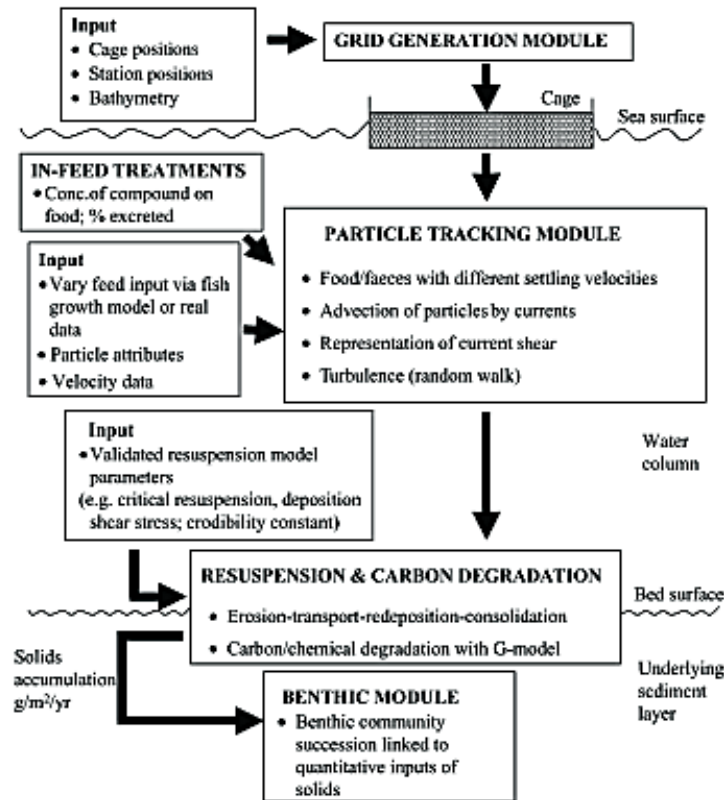 Input
• Cage positions
• Station positions
• Bathymetry
GRID GENERATION MODULE
Cage
Sea surface
IN-FEED TREATMENTS
• Conc.of compound on
food; % excreted
PARTICLE TRACKING MODULE
• Food/faeces with different settling velocities
• Advection of particles by currents
• Representation of current shear
• Turbulence (random walk)
Input
• Vary feed input via fish
growth model or real
data
• Particle attributes
• Velocity data
Input
• Validated resuspension model
parameters
(e.g. critical resuspension, deposition
shear stress; crodibility constant)
Water
column
RESUSPENSION & CARBON DEGRADATION
• Erosion-transport-redeposition-consolidation
• Carbon/chemical degradation with G-model
Bed surface
Solids
accumulation
g/m²/yr
Underlying
sediment
layer
BENTHIC MODULE
• Benthic community
succession linked to
quantitative inputs of
solids